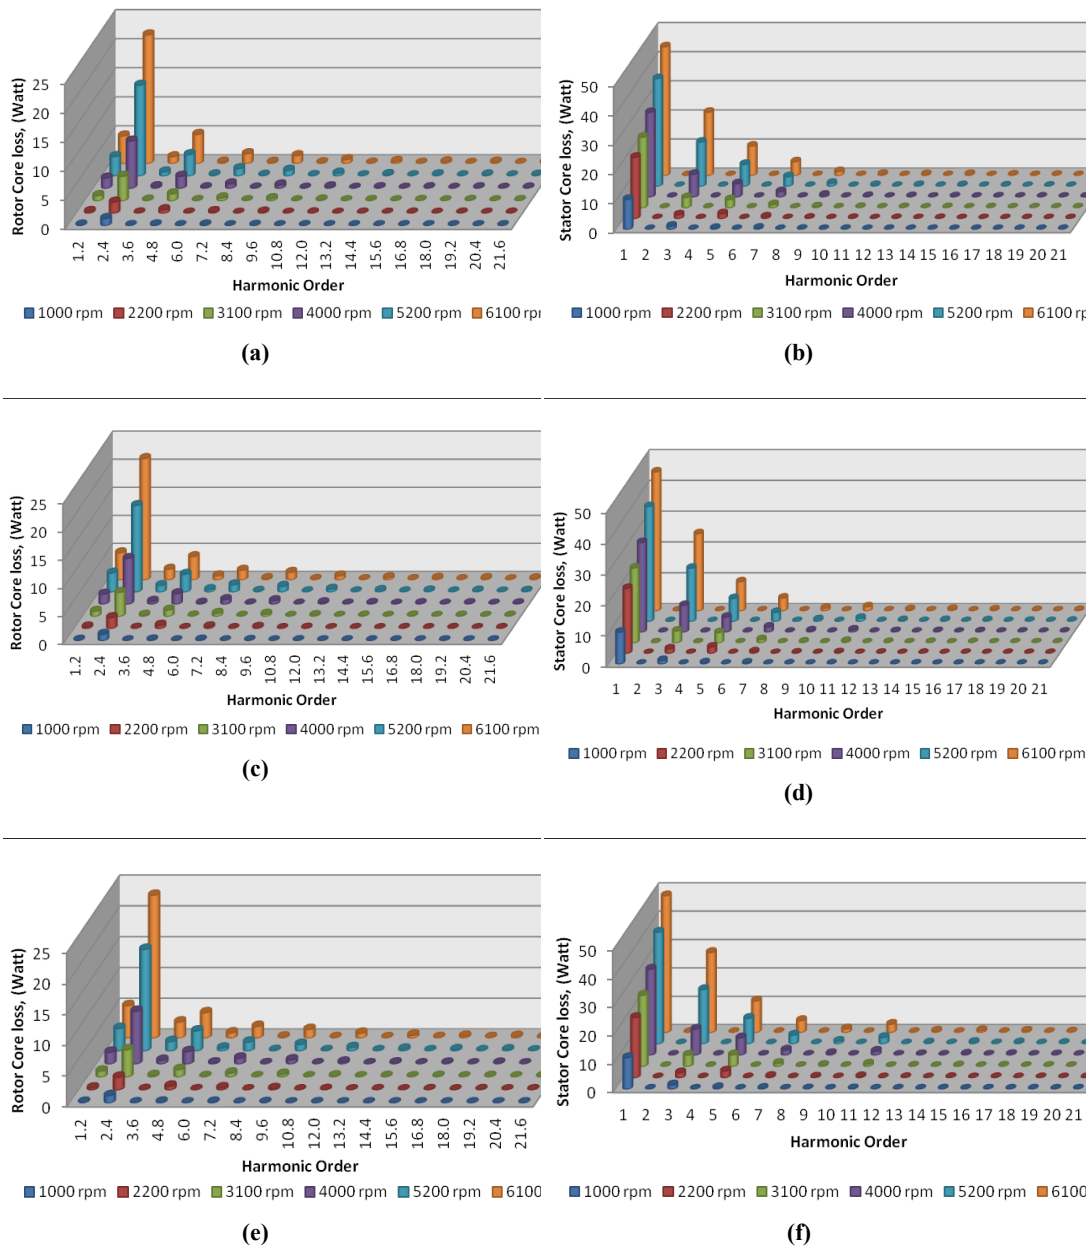 Rotor Core loss, (Watt)
25
20
15
10
5
0
1.2 2.4 3.6 4.8 6.0 7.2 8.4 9.6 10.8 12.0 13.2 14.4 15.6 16.8 18.0 19.2 20.4 21.6
Harmonic Order
1000 rpm 2200 rpm 3100 rpm 4000 rpm 5200 rpm 6100 rpm
(a)
Stator Core loss, (Watt)
50
40
30
20
10
0
1 2 3 4 5 6 7 8 9 10 11 12 13 14 15 16 17 18 19 20 21
Harmonic Order
1000 rpm 2200 rpm 3100 rpm 4000 rpm 5200 rpm 6100 rp
(b)
Rotor Core loss, (Watt)
25
20
15
10
5
0
1.2 2.4 3.6 4.8 6.0 7.2 8.4 9.6 10.8 12.0 13.2 14.4 15.6 16.8 18.0 19.2 20.4 21.6
Harmonic Order
1000 rpm 2200 rpm 3100 rpm 4000 rpm 5200 rpm 6100 rpm
(c)
Stator Core loss, (Watt)
50
40
30
20
10
0
1 2 3 4 5 6 7 8 9 10 11 12 13 14 15 16 17 18 19 20 21
Harmonic Order
1000 rpm 2200 rpm 3100 rpm 4000 rpm 5200 rpm 6100 rpm
(d)
Rotor Core loss, (Watt)
25
20
15
10
5
0
1.2 2.4 3.6 4.8 6.0 7.2 8.4 9.6 10.8 12.0 13.2 14.4 15.6 16.8 18.0 19.2 20.4 21.6
Harmonic Order
1000 rpm 2200 rpm 3100 rpm 4000 rpm 5200 rpm 6100
(e)
Stator Core loss, (Watt)
50
40
30
20
10
0
1 2 3 4 5 6 7 8 9 10 11 12 13 14 15 16 17 18 19 20 21
Harmonic Order
1000 rpm 2200 rpm 3100 rpm 4000 rpm 5200 rpm 6100
(f)